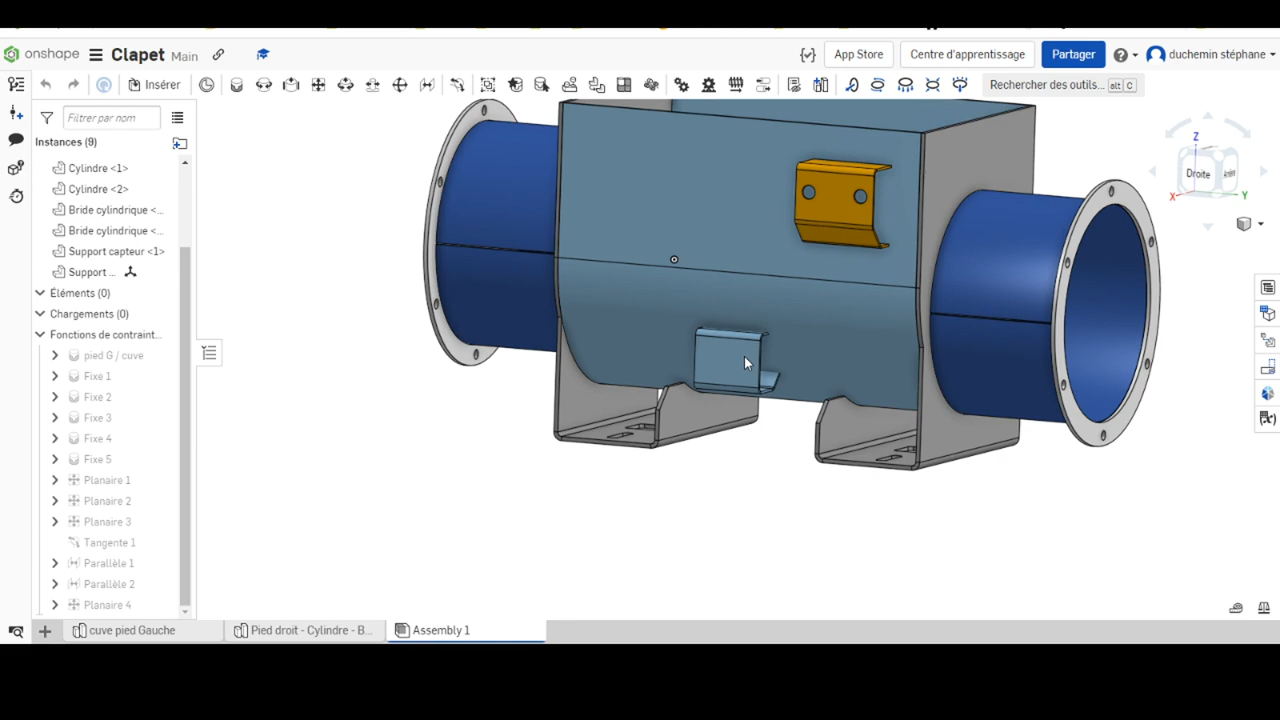 onshape
Clapet Main
App Store
Centre d'apprentissage
Partager
duchemin stéphane
Insérer
Rechercher des outils...
alt C
Filtrer par nom
Instances (9)
Cylindre <1>
Cylindre <2>
Bride cylindrique <...
Bride cylindrique <...
Support capteur <1>
Support ...
Éléments (0)
Chargements (0)
Fonctions de contraint...
pied G / cuve
Fixe 1
Fixe 2
Fixe 3
Fixe 4
Fixe 5
Planaire 1
Planaire 2
Planaire 3
Tangente 1
Parallèle 1
Parallèle 2
Planaire 4
Z
Droite
X
Y
cuve pied Gauche
Pied droit - Cylindre - B...
Assembly 1